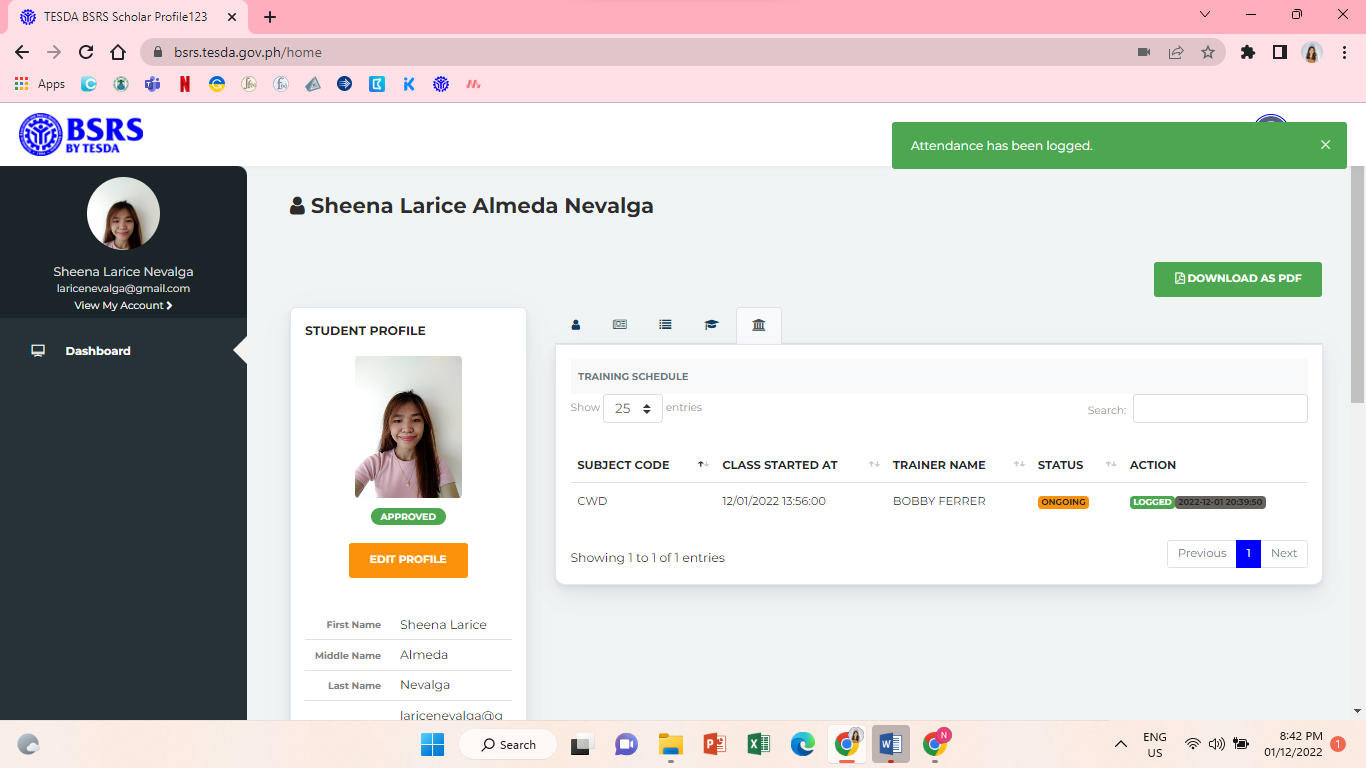 TESDA BSRS Scholar Profile123
bsrs.tesda.gov.ph/home
Apps
BSRS
BY TESDA
Attendance has been logged.
Sheena Larice Nevalga
laricenevalga@gmail.com
View My Account
Dashboard
Sheena Larice Almeda Nevalga
DOWNLOAD AS PDF
STUDENT PROFILE
APPROVED
EDIT PROFILE
First Name Sheena Larice
Middle Name Almeda
Last Name Nevalga
laricenevalga@g
TRAINING SCHEDULE
Show 25 entries Search:
SUBJECT CODE CLASS STARTED AT TRAINER NAME STATUS ACTION
CWD 12/01/2022 13:56:00 BOBBY FERRER ONGOING LOGGED 2022-12-01 20:39:50
Showing 1 to 1 of 1 entries Previous 1 Next
Search
ENG
US
8:42 PM
01/12/2022
1